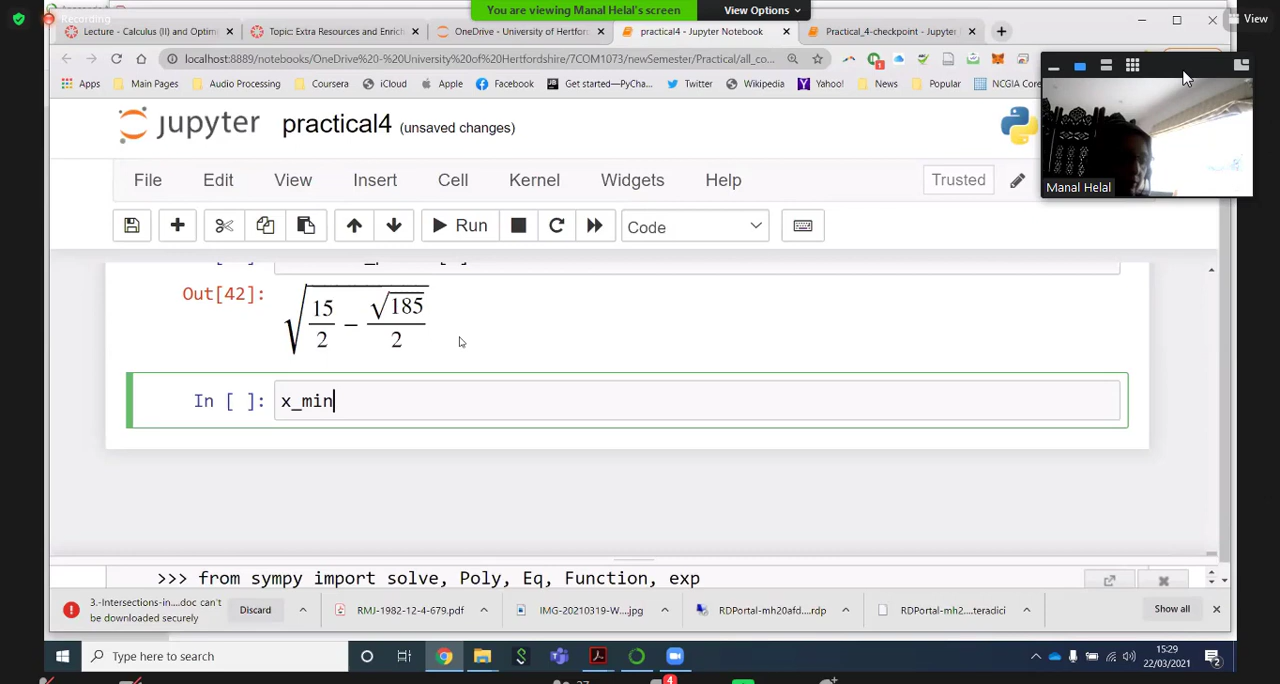 Recording
You are viewing Manal Helal's screen
View Options
View
Lecture - Calculus (II) and Optim
Topic: Extra Resources and Enrich
OneDrive - University of Hertfor
practical4 - Jupyter Notebook
Practical_4-checkpoint - Jupyter
localhost:8889/notebooks/OneDrive%20-%20University%20of%20Hertfordshire/7COM1073/newSemester/Practical/all_co...
Apps
Main Pages
Audio Processing
Coursera
iCloud
Apple
Facebook
Get started—PyCha...
Twitter
Wikipedia
Yahoo!
News
Popular
NCGIA Core
Manal Helal
jupyter practical4 (unsaved changes)
File Edit View Insert Cell Kernel Widgets Help
Trusted
Run
Code
Out[42]:
√(15/2 − √185/2)
In [ ]: x_min
>>> from sympy import solve, Poly, Eq, Function, exp
3.-Intersections-in....doc can't
be downloaded securely
Discard
RMJ-1982-12-4-679.pdf
IMG-20210319-W....jpg
RDPortal-mh20afd....rdp
RDPortal-mh2....teradici
Show all
Type here to search
15:29
22/03/2021
2
4